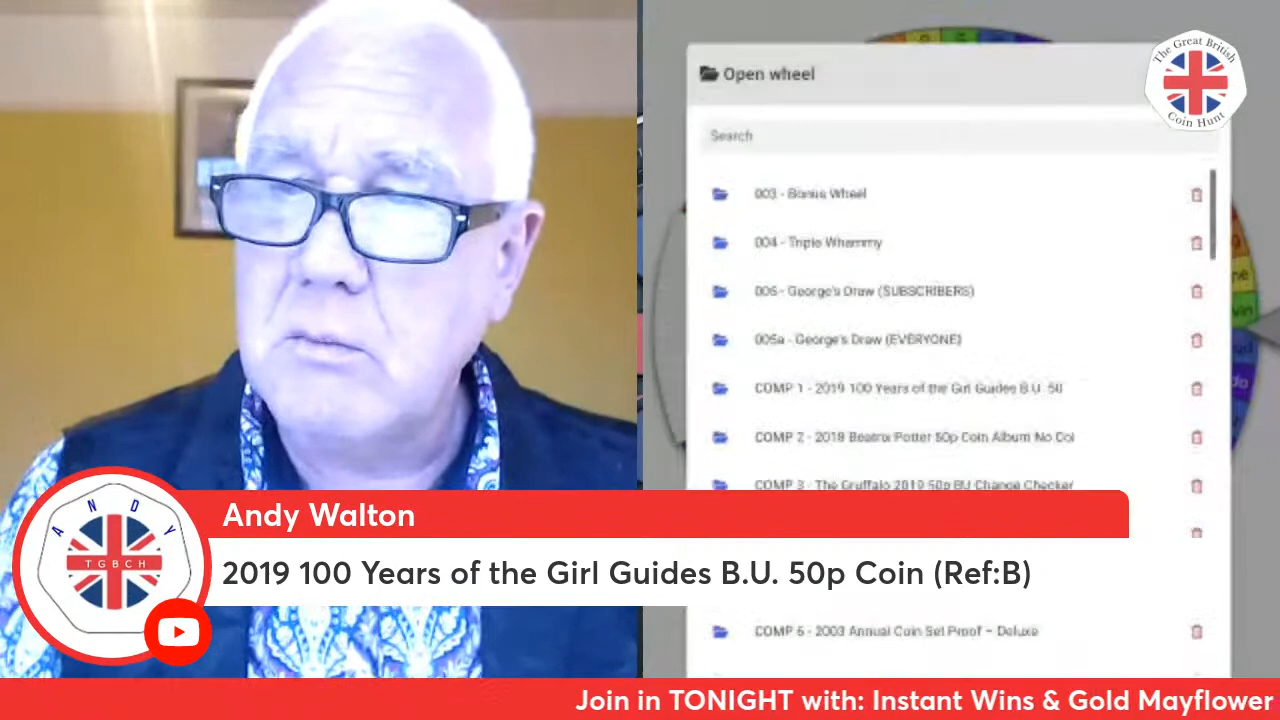 Open wheel
The Great British
Coin Hunt
Search
003 - Bonus Wheel
004 - Triple Whammy
005a - George's Draw (EVERYONE)
George's Draw (SUBSCRIBERS)
COMP 1 - 2019 100 Years of the Girl Guides B.U. 50
COMP 2 - 2018 Beatrix Potter 50p Coin Album No Col
COMP 3 - The Gruffalo 2019 50p BU Change Checker
COMP 6 - 2003 Annual Coin Set Proof - Deluxe
ANDY
TGBCH
Andy Walton
2019 100 Years of the Girl Guides B.U. 50p Coin (Ref:B)
Join in TONIGHT with: Instant Wins & Gold Mayflower